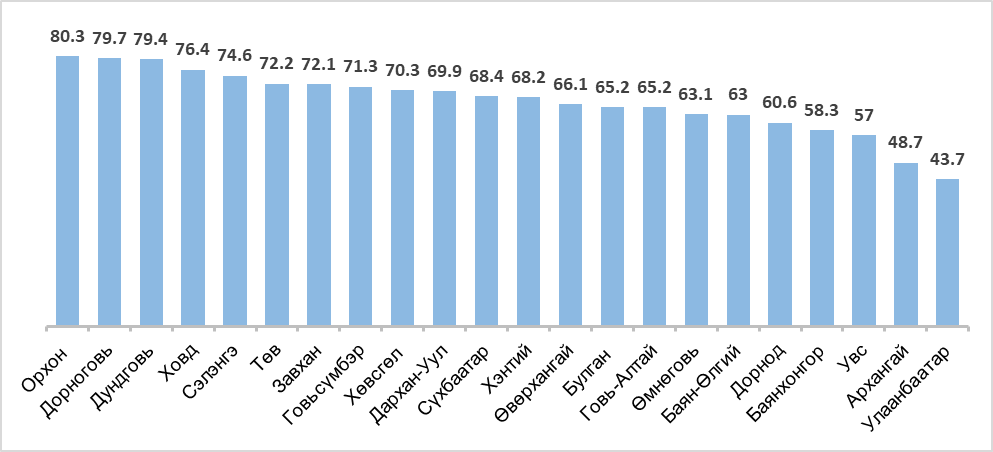 80.3
79.7
79.4
76.4
74.6
72.2
72.1
71.3
70.3
69.9
68.4
68.2
66.1
65.2
65.2
63.1
63
60.6
58.3
57
48.7
43.7
Орхон
Дорноговь
Дундговь
Ховд
Сэлэнгэ
Төв
Завхан
Говьсүмбэр
Хөвсгөл
Дархан-Уул
Сүхбаатар
Хэнтий
Өвөрхангай
Булган
Говь-Алтай
Өмнөговь
Баян-Өлгий
Дорнод
Баянхонгор
Увс
Архангай
Улаанбаатар